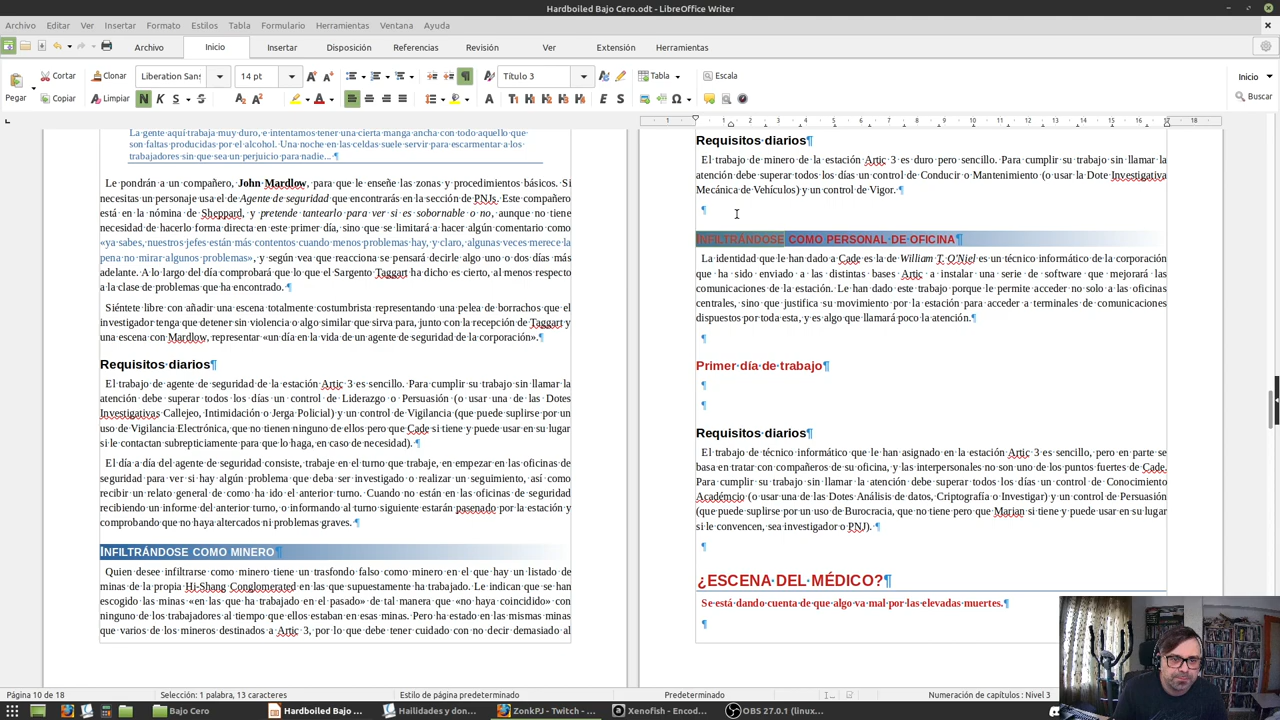 Hardboiled Bajo Cero.odt - LibreOffice Writer
Archivo Editar Ver Insertar Formato Estilos Tabla Formulario Herramientas Ventana Ayuda
Archivo Inicio Insertar Disposición Referencias Revisión Ver Extensión Herramientas
Pegar Cortar Copiar Clonar Limpiar Liberation Sans 14 pt Título 3 Tabla Escala Inicio Buscar
La gente aquí trabaja muy duro, e intentamos tener una cierta manga ancha con todo aquello que
son faltas producidas por el alcohol. Una noche en las celdas suele servir para escarmentar a los
trabajadores sin que sea un perjuicio para nadie... ¶
Le pondrán a un compañero, John Mardlow, para que le enseñe las zonas y procedimientos básicos. Si
necesitas un personaje usa el de Agente de seguridad que encontrarás en la sección de PNJs. Este compañero
está en la nómina de Sheppard, y pretende tantearlo para ver si es sobornable o no, aunque no tiene
necesidad de hacerlo de forma directa en este primer día, sino que se limitará a hacer algún comentario como
«ya sabes, nuestros jefes están más contentos cuando menos problemas hay, y claro, algunas veces merece la
pena no mirar algunos problemas», y según vea que reacciona se pensará decirle algo uno o dos días más
adelante. A lo largo del día comprobará que lo que el Sargento Taggart ha dicho es cierto, al menos respecto
a la clase de problemas que ha encontrado. ¶
Siéntete libre con añadir una escena totalmente costumbrista representando una pelea de borrachos que el
investigador tenga que detener sin violencia o algo similar que sirva para, junto con la recepción de Taggart y
una escena con Mardlow, representar «un día en la vida de un agente de seguridad de la corporación».¶
Requisitos diarios¶
El trabajo de agente de seguridad de la estación Artic 3 es sencillo. Para cumplir su trabajo sin llamar la
atención debe superar todos los días un control de Liderazgo o Persuasión (o usar una de las Dotes
Investigativas Callejeo, Intimidación o Jerga Policial) y un control de Vigilancia (que puede suplirse por un
uso de Vigilancia Electrónica, que no tienen ninguno de ellos pero que Cade si tiene y puede usar en su lugar
si le contactan subrepticiamente para que lo haga, en caso de necesidad). ¶
El día a día del agente de seguridad consiste, trabaje en el turno que trabaje, en empezar en las oficinas de
seguridad para ver si hay algún problema que deba ser investigado o realizar un seguimiento, así como
recibir un relato general de como ha ido el anterior turno. Cuando no están en las oficinas de seguridad
recibiendo un informe del anterior turno, o informando al turno siguiente estarán pasenado por la estación y
comprobando que no haya altercados ni problemas graves. ¶
INFILTRÁNDOSE COMO MINERO¶
Quien desee infiltrarse como minero tiene un trasfondo falso como minero en el que hay un listado de
minas de la propia Hi-Shang Conglomerated en las que supuestamente ha trabajado. Le indican que se han
escogido las minas «en las que ha trabajado en el pasado» de tal manera que «no haya coincidido» con
ninguno de los trabajadores al tiempo que ellos estaban en esas minas. Pero ha estado en las mismas minas
que varios de los mineros destinados a Artic 3, por lo que debe tener cuidado con no decir demasiado al
Requisitos diarios¶
El trabajo de minero de la estación Artic 3 es duro pero sencillo. Para cumplir su trabajo sin llamar la
atención debe superar todos los días un control de Conducir o Mantenimiento (o usar la Dote Investigativa
Mecánica de Vehículos) y un control de Vigor. ¶
¶
INFILTRÁNDOSE COMO PERSONAL DE OFICINA¶
La identidad que le han dado a Cade es la de William T. O'Niel es un técnico informático de la corporación
que ha sido enviado a las distintas bases Artic a instalar una serie de software que mejorará las
comunicaciones de la estación. Le han dado este trabajo porque le permite acceder no solo a las oficinas
centrales, sino que justifica su movimiento por la estación para acceder a terminales de comunicaciones
dispuestos por toda esta, y es algo que llamará poco la atención.¶
¶
Primer día de trabajo¶
¶
¶
Requisitos diarios¶
El trabajo de técnico informático que le han asignado en la estación Artic 3 es sencillo, pero en parte se
basa en tratar con compañeros de su oficina, y las interpersonales no son uno de los puntos fuertes de Cade.
Para cumplir su trabajo sin llamar la atención debe superar todos los días un control de Conocimiento
Académcio (o usar una de las Dotes Análisis de datos, Criptografía o Investigar) y un control de Persuasión
(que puede suplirse por un uso de Burocracia, que no tiene pero que Marian si tiene y puede usar en su lugar
si le convencen, sea investigador o PNJ). ¶
¶
¿ESCENA DEL MÉDICO?¶
Se está dando cuenta de que algo va mal por las elevadas muertes.¶
¶
Página 10 de 18 Selección: 1 palabra, 13 caracteres Estilo de página predeterminado Predeterminado Numeración de capítulos : Nivel 3
Bajo Cero Hardboiled Bajo ... Hailidades y don... ZonkPJ - Twitch - ... Xenofish - Encod... OBS 27.0.1 (linux...